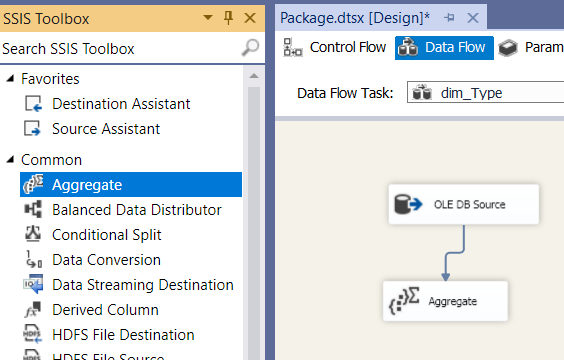 SSIS Toolbox
Search SSIS Toolbox
Favorites
Destination Assistant
Source Assistant
Common
Aggregate
Balanced Data Distributor
Conditional Split
Data Conversion
Data Streaming Destination
Derived Column
HDFS File Destination
HDFS File Source
Package.dtsx [Design]*
Control Flow
Data Flow
Param
Data Flow Task:
dim_Type
OLE DB Source
Aggregate